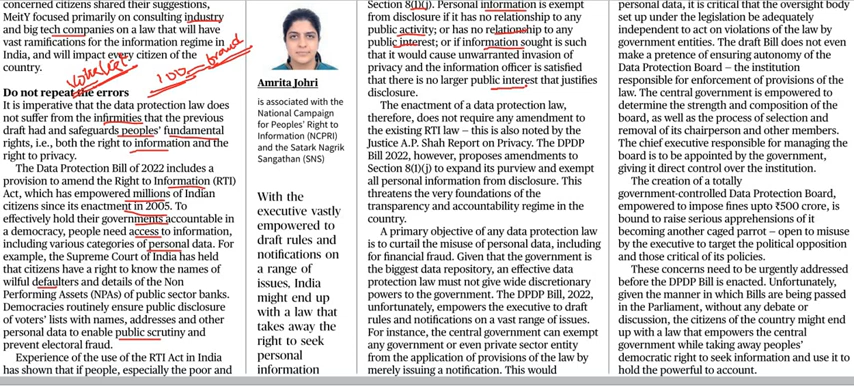 concerned citizens shared their suggestions,
MeitY focused primarily on consulting industry
and big tech companies on a law that will have
vast ramifications for the information regime in
India, and will impact every citizen of the
country.
Do not repeat the errors
It is imperative that the data protection law does
not suffer from the infirmities that the previous
draft had and safeguards peoples' fundamental
rights, i.e., both the right to information and the
right to privacy.
The Data Protection Bill of 2022 includes a
provision to amend the Right to Information (RTI)
Act, which has empowered millions of Indian
citizens since its enactment in 2005. To
effectively hold their governments accountable in
a democracy, people need access to information,
including various categories of personal data. For
example, the Supreme Court of India has held
that citizens have a right to know the names of
wilful defaulters and details of the Non
Performing Assets (NPAs) of public sector banks.
Democracies routinely ensure public disclosure
of voters' lists with names, addresses and other
personal data to enable public scrutiny and
prevent electoral fraud.
Experience of the use of the RTI Act in India
has shown that if people, especially the poor and
Amrita Johri
is associated with the
National Campaign
for Peoples' Right to
Information (NCPRI)
and the Satark Nagrik
Sangathan (SNS)
With the
executive vastly
empowered to
draft rules and
notifications on
a range of
issues, India
might end up
with a law that
takes away the
right to seek
personal
information
Section 8(1)(j). Personal information is exempt
from disclosure if it has no relationship to any
public activity; or has no relationship to any
public interest; or if information sought is such
that it would cause unwarranted invasion of
privacy and the information officer is satisfied
that there is no larger public interest that justifies
disclosure.
The enactment of a data protection law,
therefore, does not require any amendment to
the existing RTI law – this is also noted by the
Justice A.P. Shah Report on Privacy. The DPDP
Bill 2022, however, proposes amendments to
Section 8(1)(j) to expand its purview and exempt
all personal information from disclosure. This
threatens the very foundations of the
transparency and accountability regime in the
country.
A primary objective of any data protection law
is to curtail the misuse of personal data, including
for financial fraud. Given that the government is
the biggest data repository, an effective data
protection law must not give wide discretionary
powers to the government. The DPDP Bill, 2022,
unfortunately, empowers the executive to draft
rules and notifications on a vast range of issues.
For instance, the central government can exempt
any government or even private sector entity
from the application of provisions of the law by
merely issuing a notification. This would
personal data, it is critical that the oversight body
set up under the legislation be adequately
independent to act on violations of the law by
government entities. The draft Bill does not even
make a pretence of ensuring autonomy of the
Data Protection Board – the institution
responsible for enforcement of provisions of the
law. The central government is empowered to
determine the strength and composition of the
board, as well as the process of selection and
removal of its chairperson and other members.
The chief executive responsible for managing the
board is to be appointed by the government,
giving it direct control over the institution.
The creation of a totally
government-controlled Data Protection Board,
empowered to impose fines upto ₹500 crore, is
bound to raise serious apprehensions of it
becoming another caged parrot – open to misuse
by the executive to target the political opposition
and those critical of its policies.
These concerns need to be urgently addressed
before the DPDP Bill is enacted. Unfortunately,
given the manner in which Bills are being passed
in the Parliament, without any debate or
discussion, the citizens of the country might end
up with a law that empowers the central
government while taking away peoples'
democratic right to seek information and use it to
hold the powerful to account.